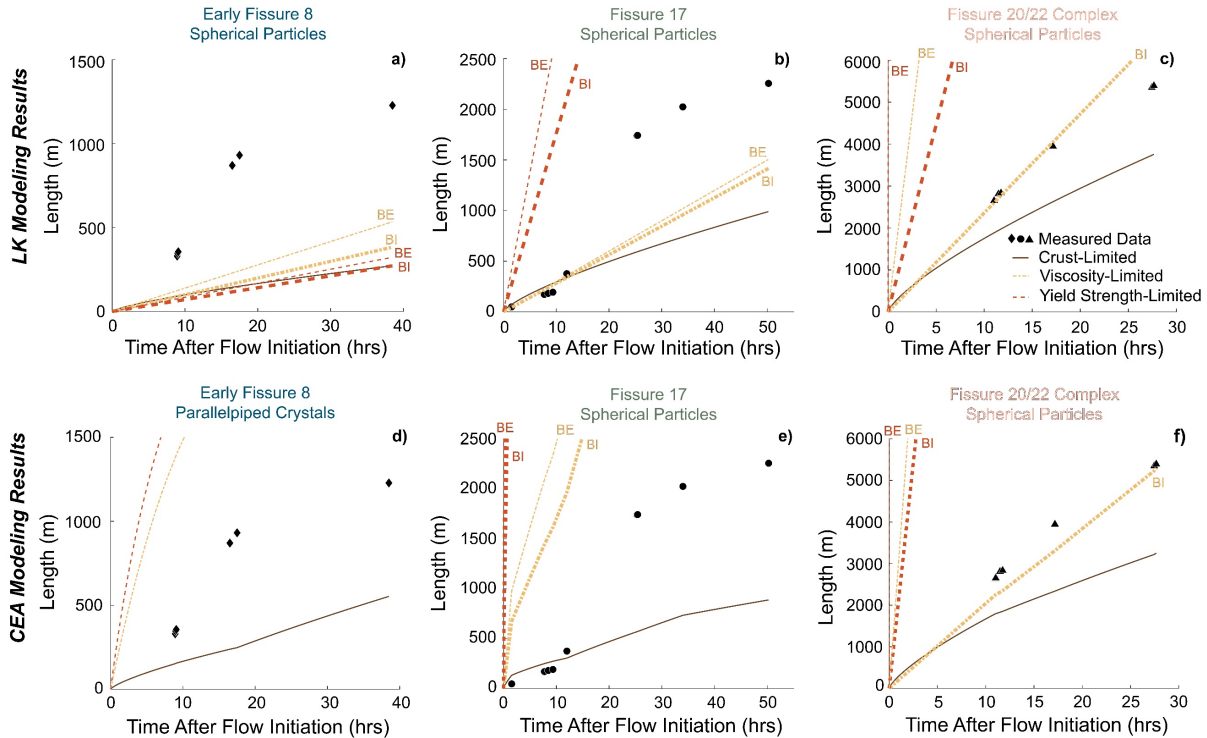 Early Fissure 8
Spherical Particles
Fissure 17
Spherical Particles
Fissure 20/22 Complex
Spherical Particles
LK Modeling Results
a)
Length (m)
1500
1000
500
0
BE
BI
BE
BI
0 10 20 30 40
Time After Flow Initiation (hrs)
b)
Length (m)
2500
2000
1500
1000
500
0
BE
BI
BE
BI
0 10 20 30 40 50
Time After Flow Initiation (hrs)
c)
Length (m)
6000
5000
4000
3000
2000
1000
0
BE
BE
BI
BI
Measured Data
Crust-Limited
Viscosity-Limited
Yield Strength-Limited
0 5 10 15 20 25 30
Time After Flow Initiation (hrs)
Early Fissure 8
Parallelpiped Crystals
Fissure 17
Spherical Particles
Fissure 20/22 Complex
Spherical Particles
CEA Modeling Results
d)
Length (m)
1500
1000
500
0
0 10 20 30 40
Time After Flow Initiation (hrs)
e)
Length (m)
2500
2000
1500
1000
500
0
BE
BI
BE
BI
0 10 20 30 40 50
Time After Flow Initiation (hrs)
f)
Length (m)
6000
5000
4000
3000
2000
1000
0
BE
BE
BI
BI
0 5 10 15 20 25 30
Time After Flow Initiation (hrs)